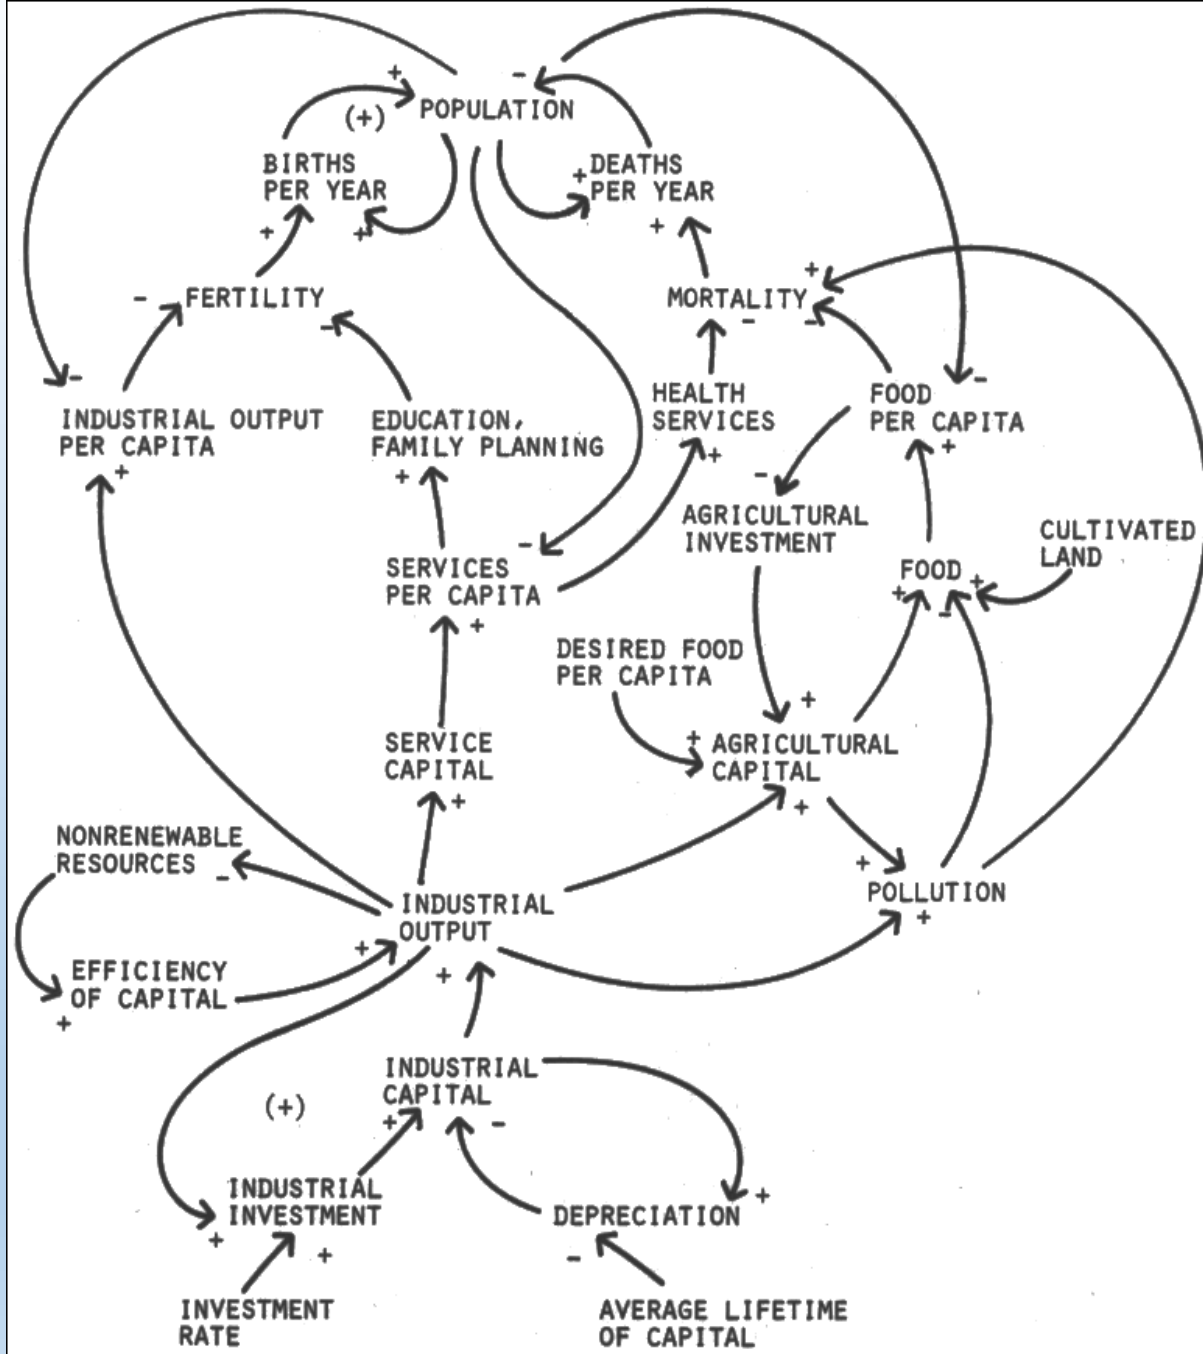 +
-
POPULATION
(+)
BIRTHS
PER YEAR
+
DEATHS
PER YEAR
+
+
+
-
FERTILITY
-
+
MORTALITY
-
-
-
INDUSTRIAL OUTPUT
PER CAPITA
+
EDUCATION,
FAMILY PLANNING
+
HEALTH
SERVICES
+
-
FOOD
PER CAPITA
+
-
AGRICULTURAL
INVESTMENT
CULTIVATED
LAND
-
SERVICES
PER CAPITA
+
FOOD
+
+
-
DESIRED FOOD
PER CAPITA
+
+
AGRICULTURAL
CAPITAL
+
SERVICE
CAPITAL
+
NONRENEWABLE
RESOURCES
-
+
POLLUTION
+
INDUSTRIAL
OUTPUT
+
+
EFFICIENCY
OF CAPITAL
+
INDUSTRIAL
CAPITAL
+
-
(+)
INDUSTRIAL
INVESTMENT
+
+
+
DEPRECIATION
-
INVESTMENT
RATE
AVERAGE LIFETIME
OF CAPITAL